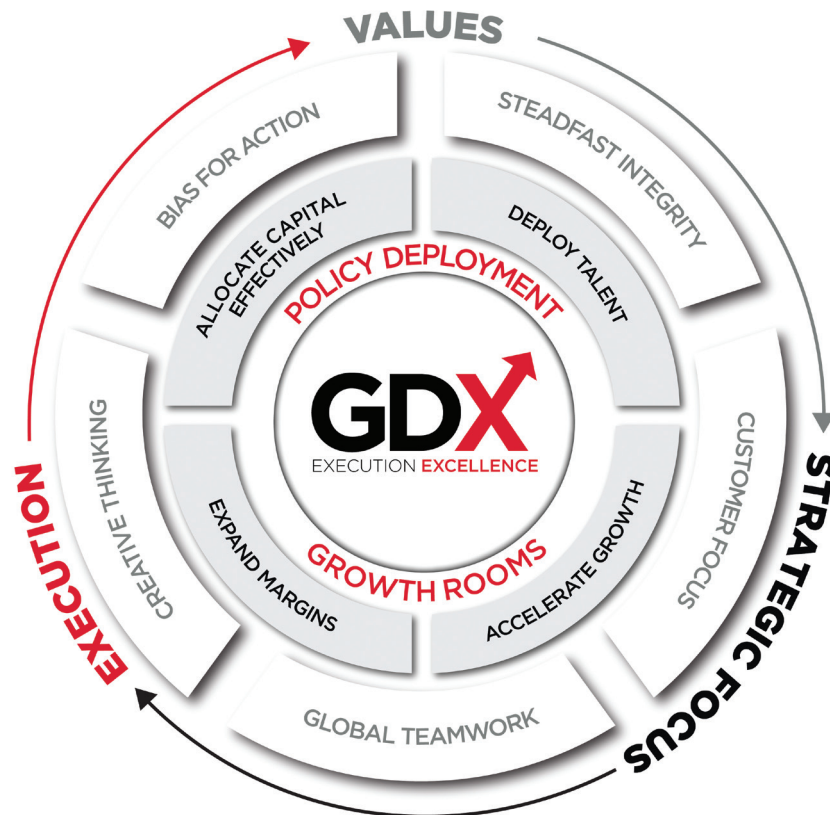 VALUES
STRATEGIC FOCUS
EXECUTION
BIAS FOR ACTION
STEADFAST INTEGRITY
CUSTOMER FOCUS
GLOBAL TEAMWORK
CREATIVE THINKING
ALLOCATE CAPITAL
EFFECTIVELY
DEPLOY TALENT
ACCELERATE GROWTH
EXPAND MARGINS
POLICY DEPLOYMENT
GDX
EXECUTION EXCELLENCE
GROWTH ROOMS